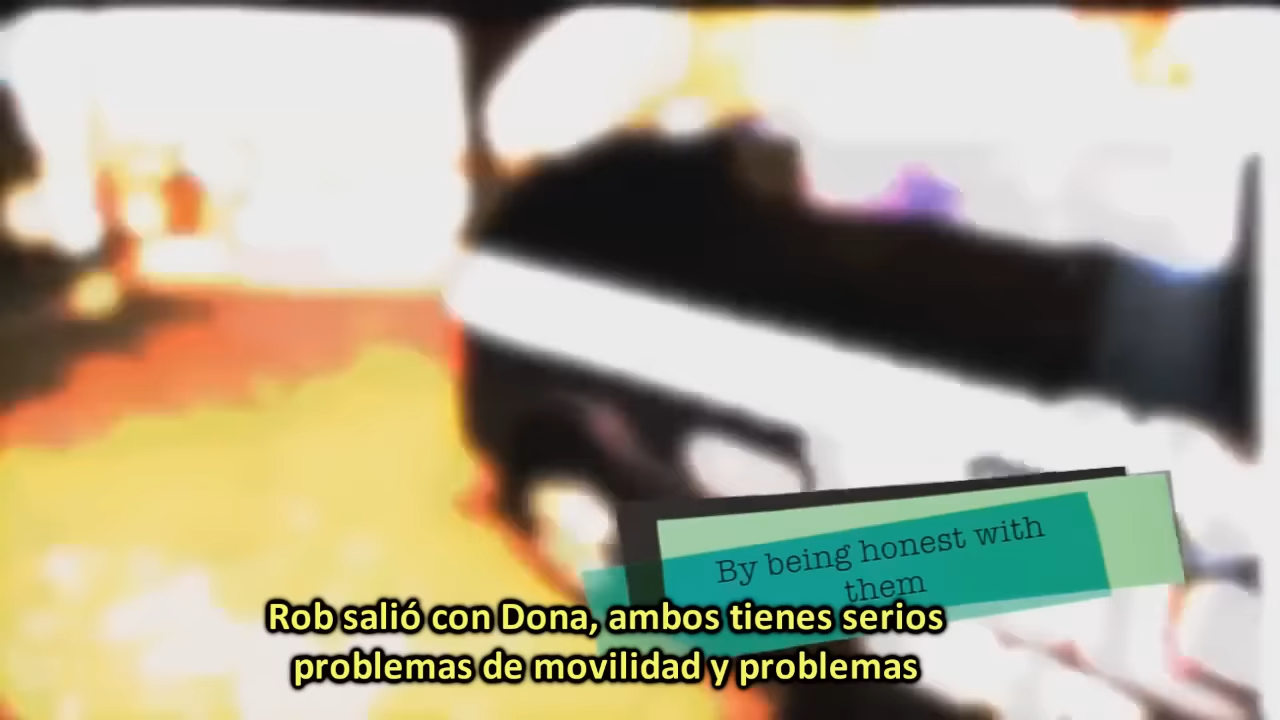 By being honest with
them
Rob salió con Dona, ambos tienes serios
problemas de movilidad y problemas